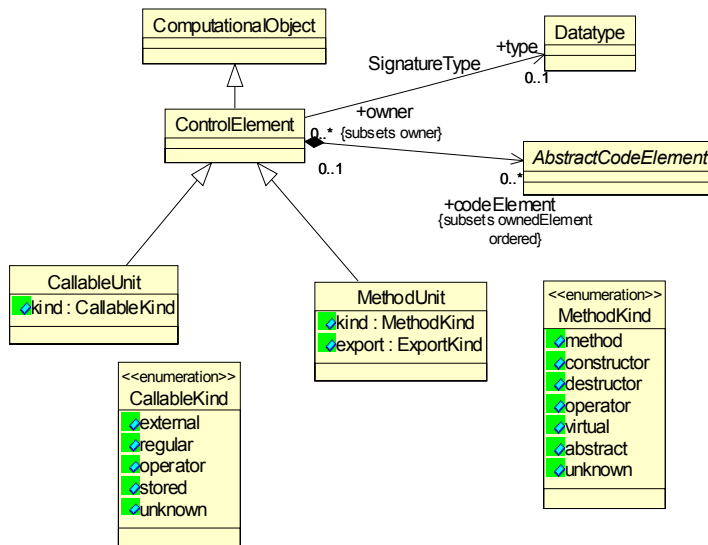 ComputationalObject
Datatype
+type
SignatureType
0..1
ControlElement
+owner
0..*
{subsets owner}
0..1
AbstractCodeElement
0..*
+codeElement
{subsets ownedElement
ordered}
CallableUnit
kind : CallableKind
MethodUnit
kind : MethodKind
export : ExportKind
<<enumeration>>
MethodKind
method
constructor
destructor
operator
virtual
abstract
unknown
<<enumeration>>
CallableKind
external
regular
operator
stored
unknown